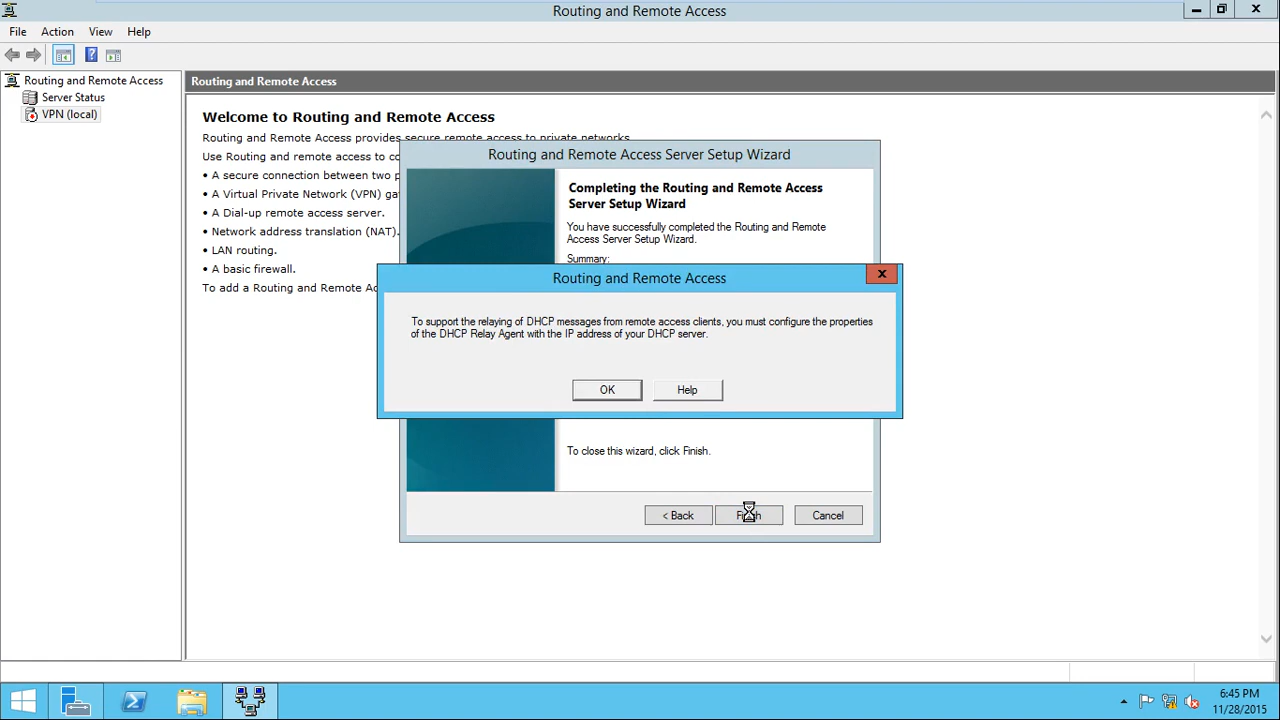 Routing and Remote Access
File Action View Help
Routing and Remote Access
Server Status
VPN (local)
Routing and Remote Access
Welcome to Routing and Remote Access
Routing and Remote Access provides secure remote access to private networks.
Use Routing and remote access to co
• A secure connection between two p
• A Virtual Private Network (VPN) ga
• A Dial-up remote access server.
• Network address translation (NAT).
• LAN routing.
• A basic firewall.
To add a Routing and Remote Ac
Routing and Remote Access Server Setup Wizard
Completing the Routing and Remote Access
Server Setup Wizard
You have successfully completed the Routing and Remote
Access Server Setup Wizard.
Summary:
Routing and Remote Access
To support the relaying of DHCP messages from remote access clients, you must configure the properties
of the DHCP Relay Agent with the IP address of your DHCP server.
OK
Help
To close this wizard, click Finish.
< Back
Finish
Cancel
6:45 PM
11/28/2015